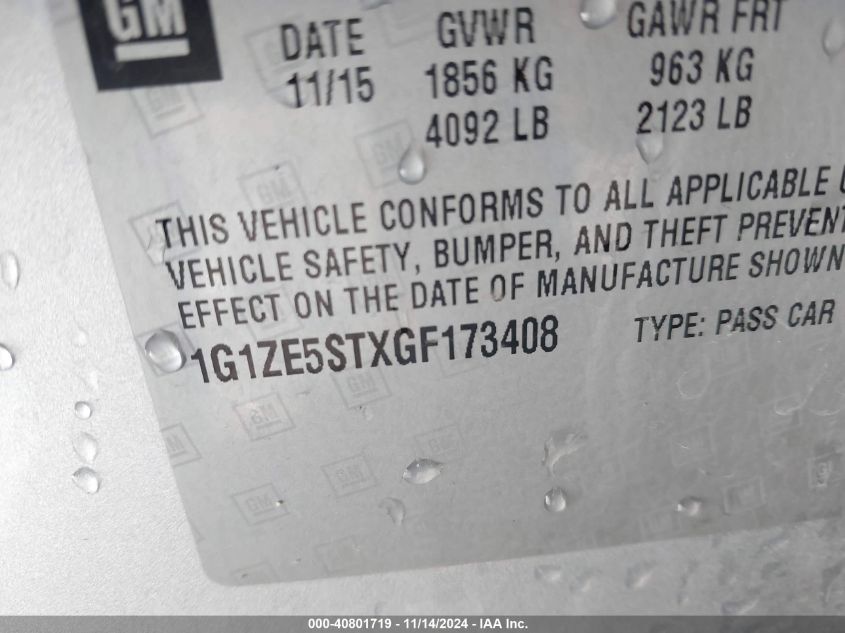 GM
DATE GVWR GAWR FRT
11/15 1856 KG 963 KG
4092 LB 2123 LB
THIS VEHICLE CONFORMS TO ALL APPLICABLE
VEHICLE SAFETY, BUMPER, AND THEFT PREVENT
EFFECT ON THE DATE OF MANUFACTURE SHOWN
1G1ZE5STXGF173408 TYPE: PASS CAR
000-40801719 - 11/14/2024 - IAA Inc.